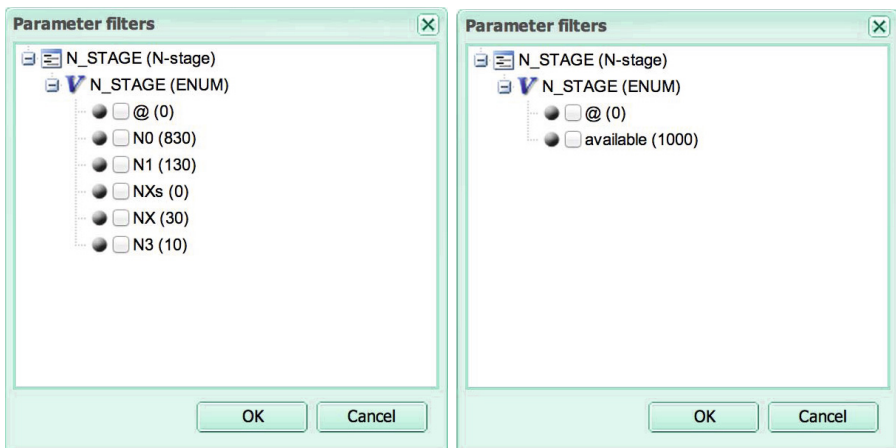 Parameter filters
N_STAGE (N-stage)
V N_STAGE (ENUM)
@ (0)
N0 (830)
N1 (130)
NXs (0)
NX (30)
N3 (10)
OK Cancel
Parameter filters
N_STAGE (N-stage)
V N_STAGE (ENUM)
@ (0)
available (1000)
OK Cancel